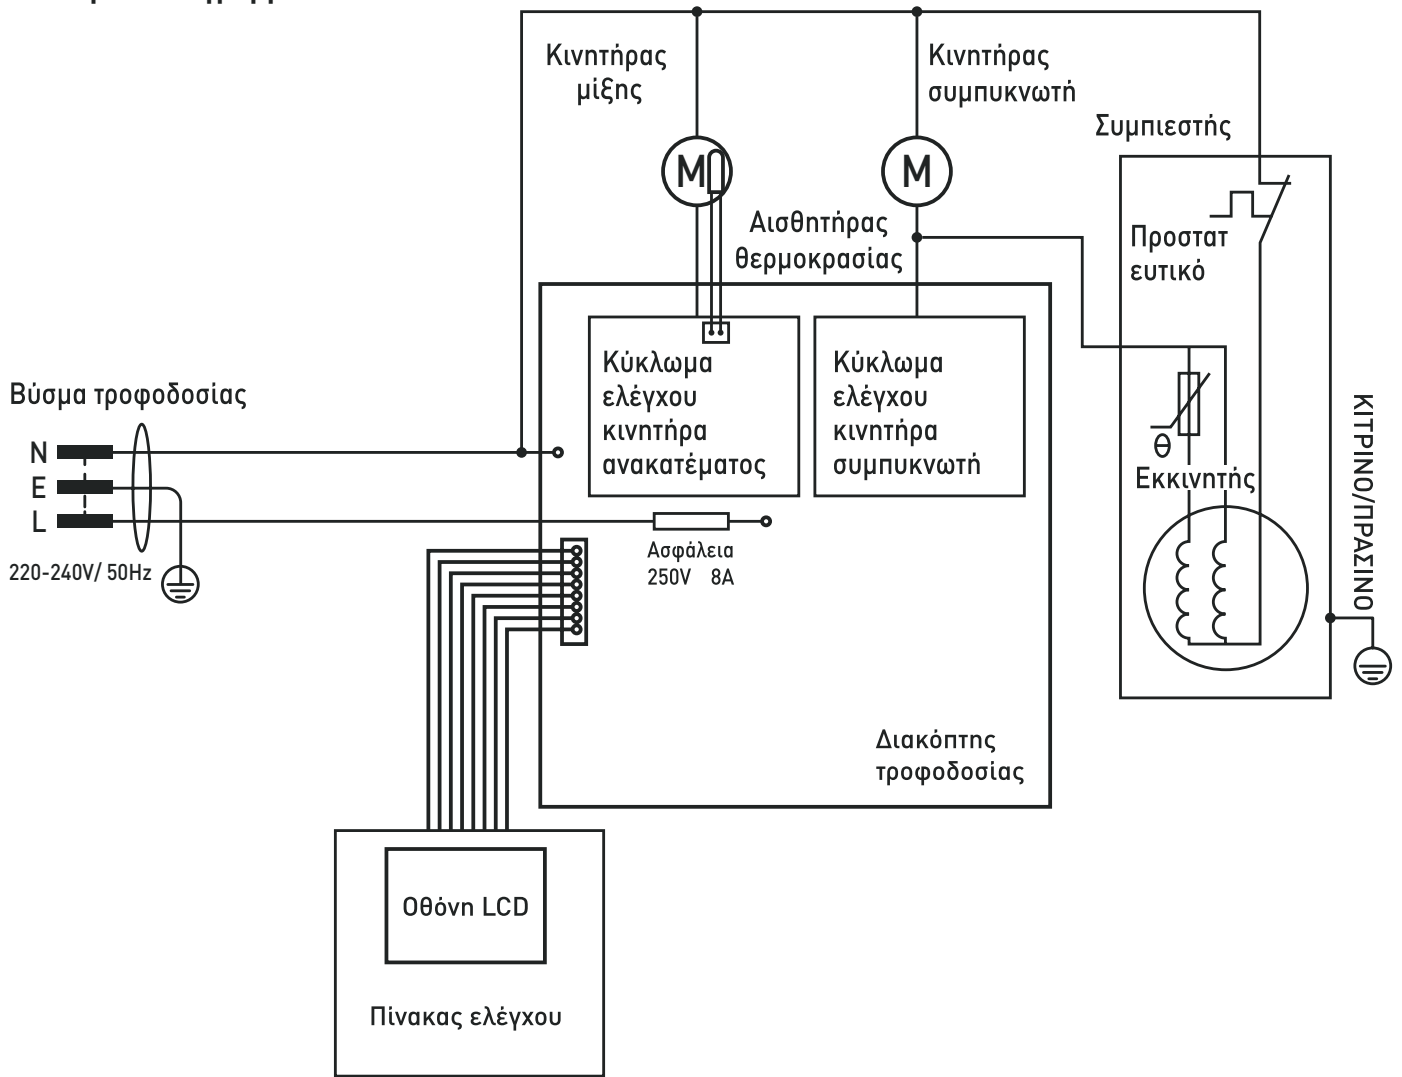 Κινητήρας
μίξης
Κινητήρας
συμπυκνωτή
Συμπιεστής
M
M
Αισθητήρας
θερμοκρασίας
Προστατ
ευτικό
Κύκλωμα
ελέγχου
κινητήρα
ανακατέματος
Κύκλωμα
ελέγχου
κινητήρα
συμπυκνωτή
Βύσμα τροφοδοσίας
N
E
L
220-240V/ 50Hz
θ
Εκκινητής
ΚΙΤΡΙΝΟ/ΠΡΑΣΙΝΟ
Ασφάλεια
250V 8A
Διακόπτης
τροφοδοσίας
Οθόνη LCD
Πίνακας ελέγχου